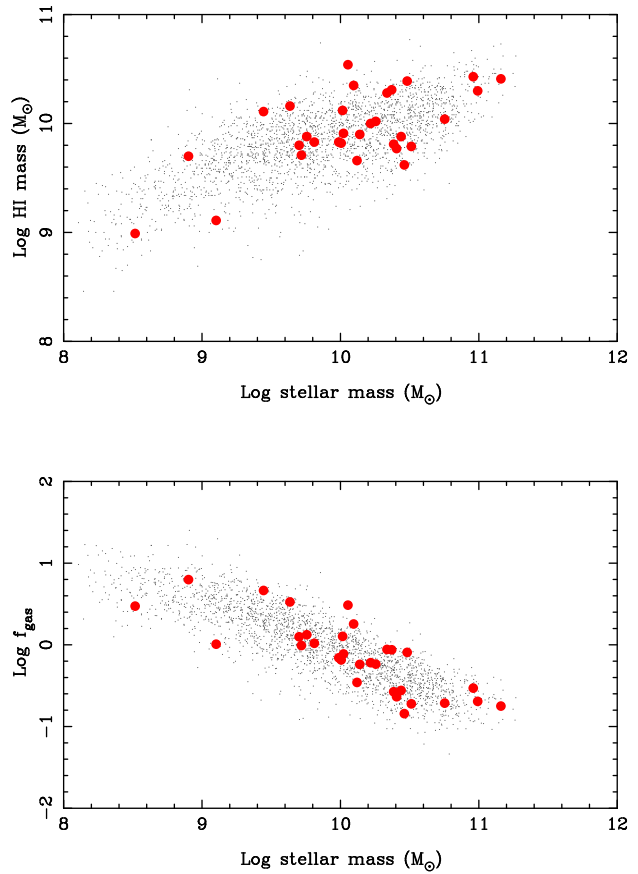 Log HI mass (M⊙)
11
10
9
8
8 9 10 11 12
Log stellar mass (M⊙)
Log f_gas
2
1
0
−1
−2
8 9 10 11 12
Log stellar mass (M⊙)